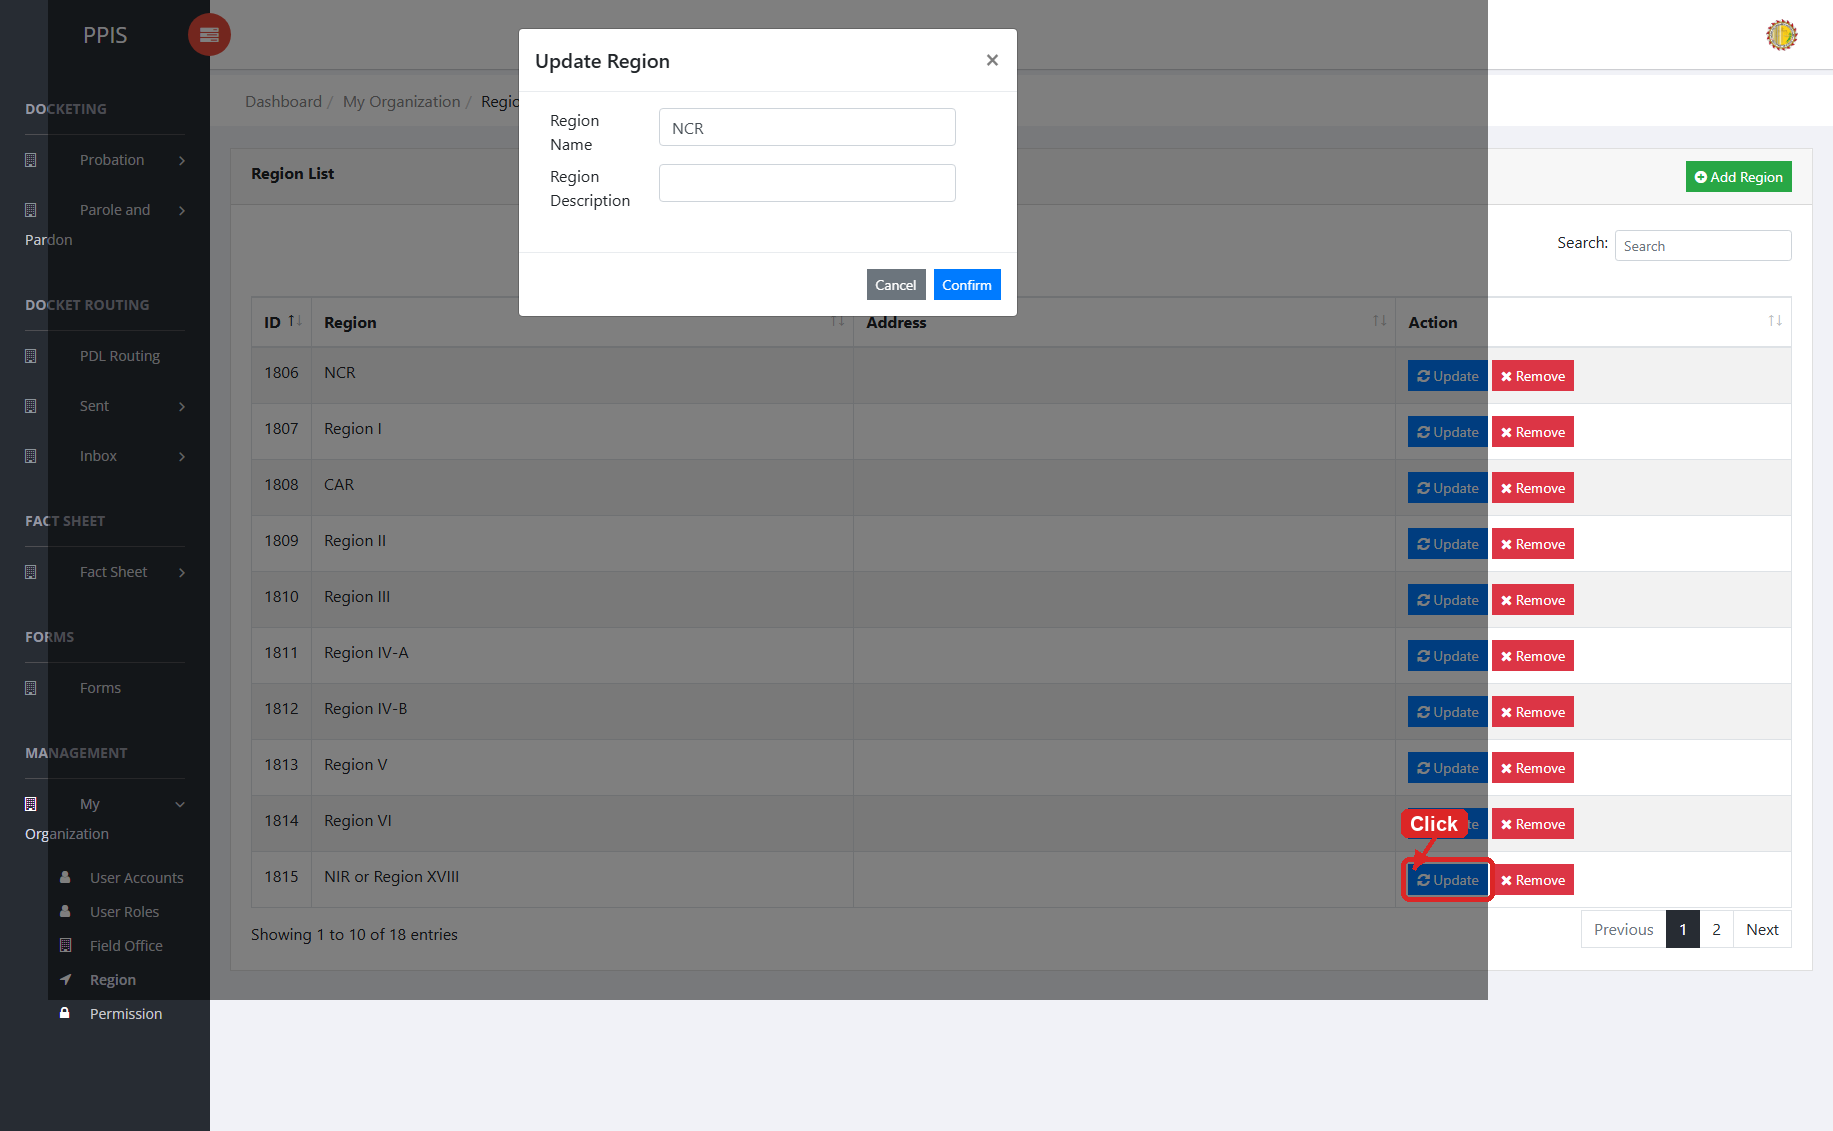 PPIS
Update Region
×
Dashboard / My Organization / Regio
Region Name
NCR
Region Description
Cancel
Confirm
Region List
Add Region
Search:
Search
ID
Region
Address
Action
1806 NCR Update Remove
1807 Region I Update Remove
1808 CAR Update Remove
1809 Region II Update Remove
1810 Region III Update Remove
1811 Region IV-A Update Remove
1812 Region IV-B Update Remove
1813 Region V Update Remove
1814 Region VI te Remove
Click
1815 NIR or Region XVIII Update Remove
Showing 1 to 10 of 18 entries
Previous 1 2 Next
DOCKETING
Probation
Parole and
Pardon
DOCKET ROUTING
PDL Routing
Sent
Inbox
FACT SHEET
Fact Sheet
FORMS
Forms
MANAGEMENT
My
Organization
User Accounts
User Roles
Field Office
Region
Permission